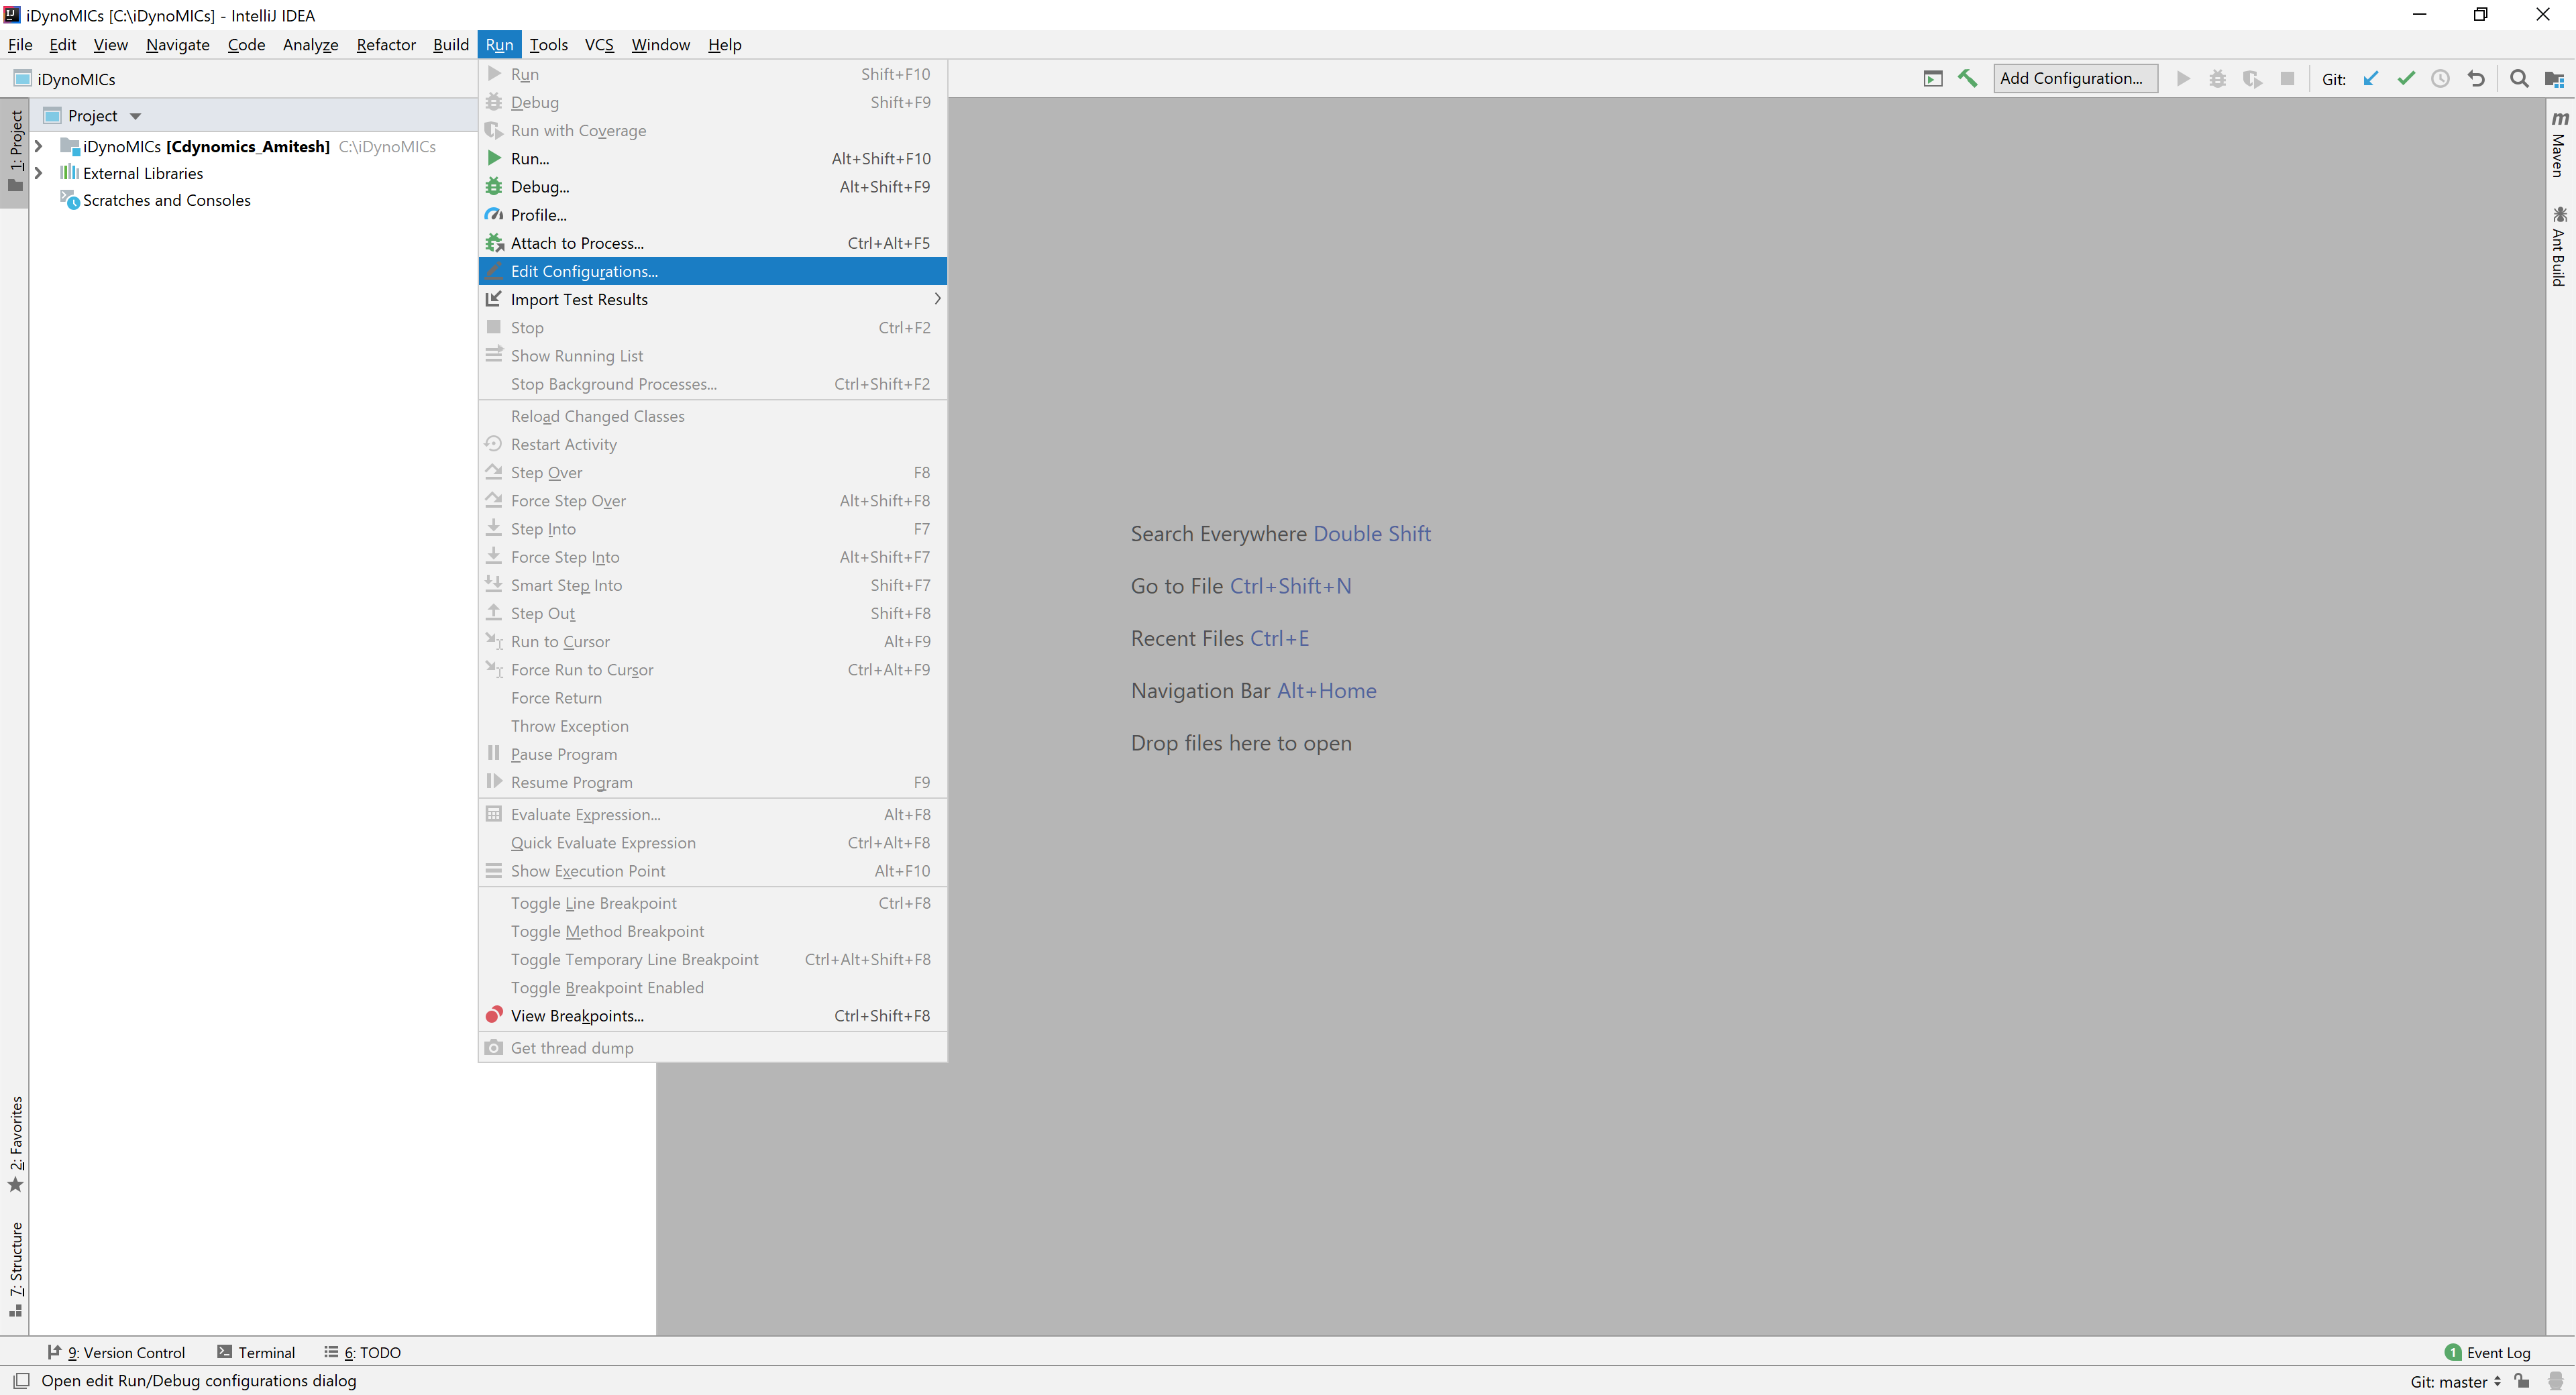 iDynoMICs [C:\iDynoMICs] - IntelliJ IDEA
File Edit View Navigate Code Analyze Refactor Build Run Tools VCS Window Help
iDynoMICs
Add Configuration...
Git:
1: Project
Project
iDynoMICs [Cdynomics_Amitesh] C:\iDynoMICs
External Libraries
Scratches and Consoles
Run Shift+F10
Debug Shift+F9
Run with Coverage
Run... Alt+Shift+F10
Debug... Alt+Shift+F9
Profile...
Attach to Process... Ctrl+Alt+F5
Edit Configurations...
Import Test Results
Stop Ctrl+F2
Show Running List
Stop Background Processes... Ctrl+Shift+F2
Reload Changed Classes
Restart Activity
Step Over F8
Force Step Over Alt+Shift+F8
Step Into F7
Force Step Into Alt+Shift+F7
Smart Step Into Shift+F7
Step Out Shift+F8
Run to Cursor Alt+F9
Force Run to Cursor Ctrl+Alt+F9
Force Return
Throw Exception
Pause Program
Resume Program F9
Evaluate Expression... Alt+F8
Quick Evaluate Expression Ctrl+Alt+F8
Show Execution Point Alt+F10
Toggle Line Breakpoint Ctrl+F8
Toggle Method Breakpoint
Toggle Temporary Line Breakpoint Ctrl+Alt+Shift+F8
Toggle Breakpoint Enabled
View Breakpoints... Ctrl+Shift+F8
Get thread dump
Search Everywhere Double Shift
Go to File Ctrl+Shift+N
Recent Files Ctrl+E
Navigation Bar Alt+Home
Drop files here to open
m Maven
Ant Build
2: Favorites
7: Structure
9: Version Control Terminal 6: TODO
1 Event Log
Open edit Run/Debug configurations dialog
Git: master